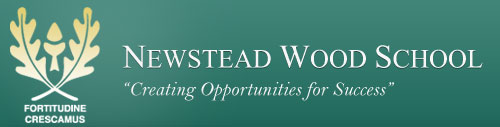 NEWSTEAD WOOD SCHOOL
“Creating Opportunities for Success”
FORTITUDINE
CRESCAMUS